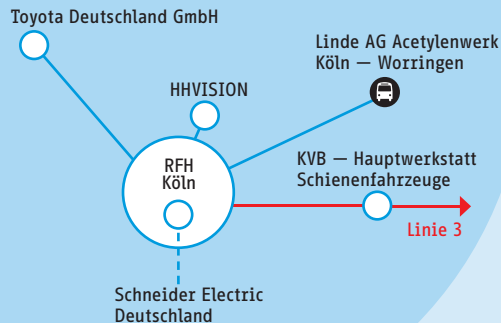 Toyota Deutschland GmbH
Linde AG Acetylenwerk
Köln — Worringen
HHVISION
RFH
Köln
KVB — Hauptwerkstatt
Schienenfahrzeuge
Linie 3
Schneider Electric
Deutschland